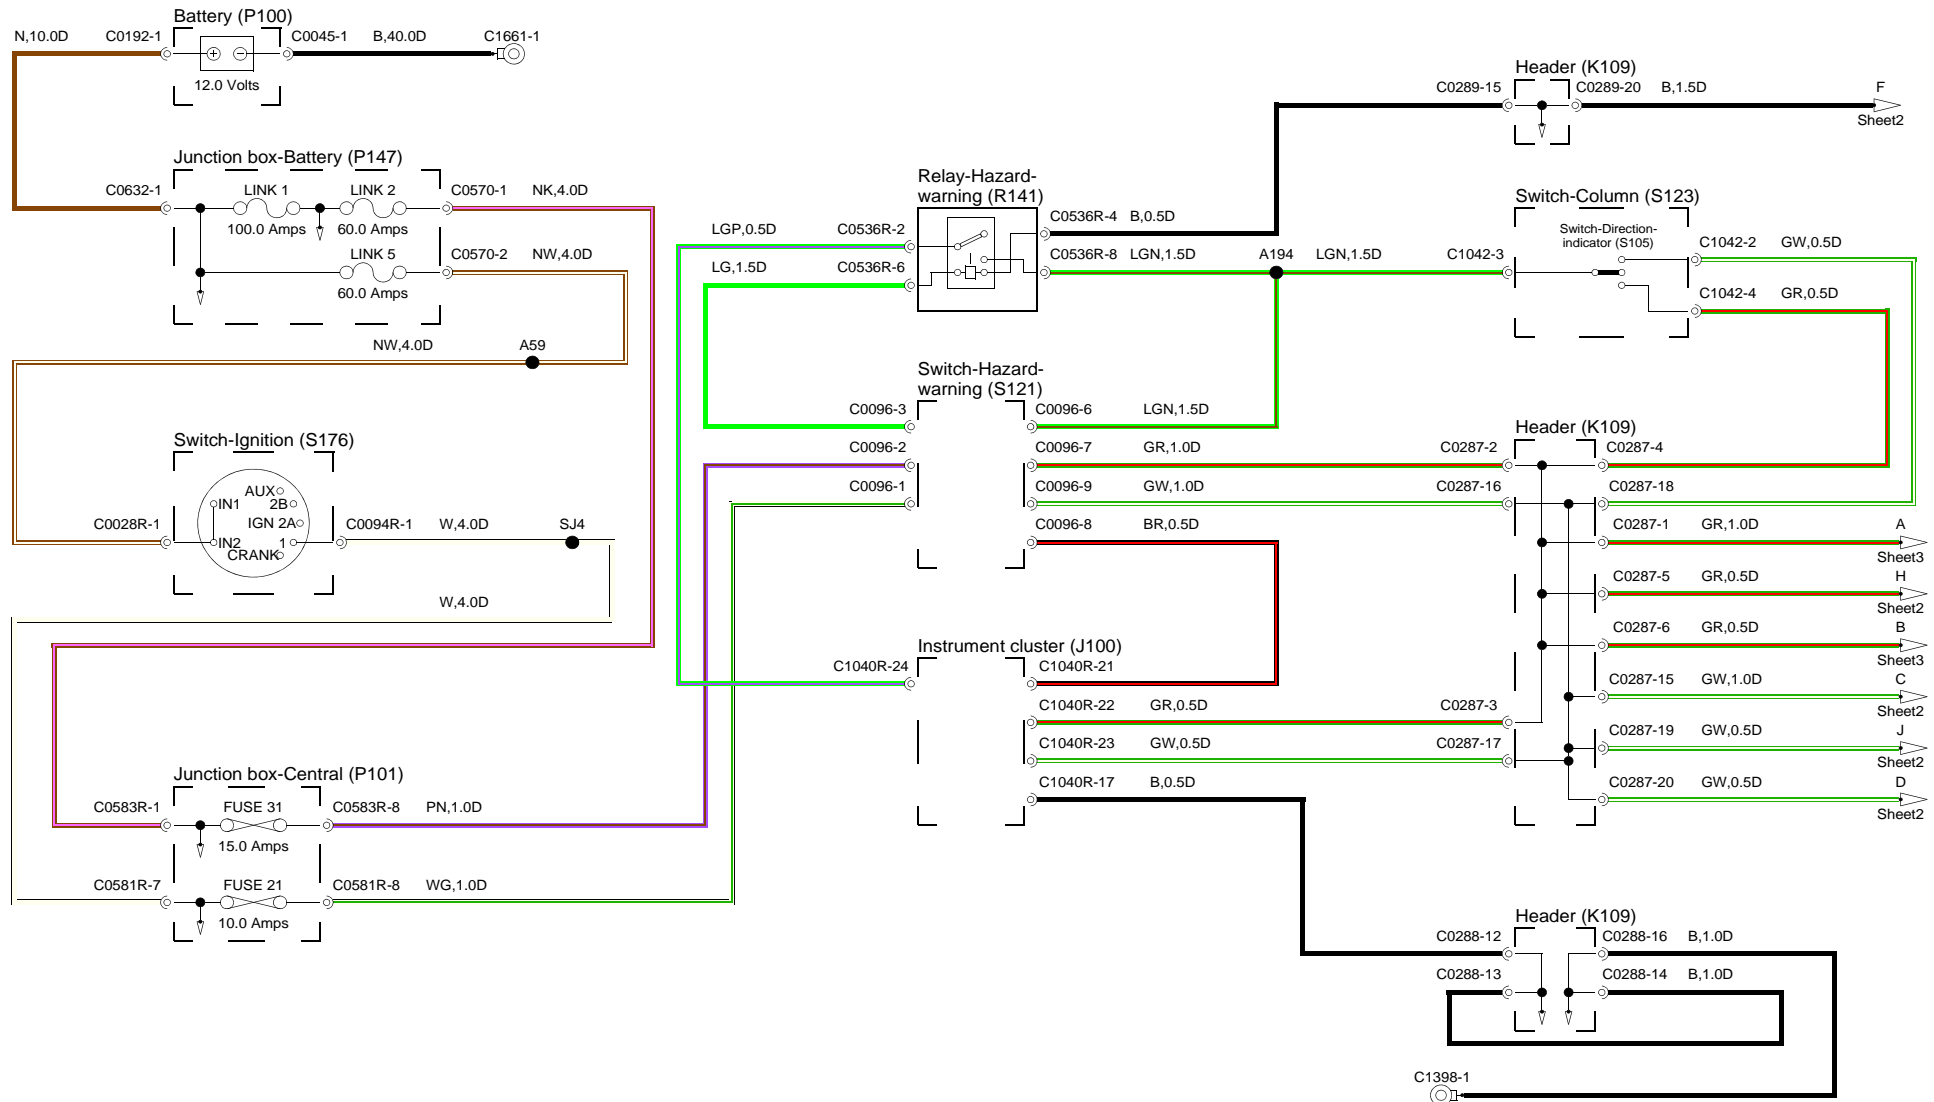 Battery (P100)
N,10.0D C0192-1 C0045-1 B,40.0D C1661-1
12.0 Volts
Junction box-Battery (P147)
C0632-1 LINK 1 LINK 2 C0570-1 NK,4.0D
100.0 Amps 60.0 Amps
LINK 5 C0570-2 NW,4.0D
60.0 Amps
NW,4.0D A59
Switch-Ignition (S176)
AUX
IN1 2B
IGN 2A
C0028R-1 C0094R-1 W,4.0D SJ4
IN2 1
CRANK
W,4.0D
Junction box-Central (P101)
C0583R-1 FUSE 31 C0583R-8 PN,1.0D
15.0 Amps
C0581R-7 FUSE 21 C0581R-8 WG,1.0D
10.0 Amps
Relay-Hazard-
warning (R141)
LGP,0.5D C0536R-2 C0536R-4 B,0.5D
LG,1.5D C0536R-6 C0536R-8 LGN,1.5D A194 LGN,1.5D C1042-3
Switch-Hazard-
warning (S121)
C0096-3 C0096-6 LGN,1.5D
C0096-2 C0096-7 GR,1.0D C0287-2
C0096-1 C0096-9 GW,1.0D C0287-16
C0096-8 BR,0.5D
Instrument cluster (J100)
C1040R-24 C1040R-21
C1040R-22 GR,0.5D C0287-3
C1040R-23 GW,0.5D C0287-17
C1040R-17 B,0.5D
Header (K109)
C0289-15 C0289-20 B,1.5D F
Sheet2
Switch-Column (S123)
Switch-Direction-
indicator (S105)
C1042-2 GW,0.5D
C1042-4 GR,0.5D
Header (K109)
C0287-4
C0287-18
C0287-1 GR,1.0D A
Sheet3
C0287-5 GR,0.5D H
Sheet2
C0287-6 GR,0.5D B
Sheet3
C0287-15 GW,1.0D C
Sheet2
C0287-19 GW,0.5D J
Sheet2
C0287-20 GW,0.5D D
Sheet2
Header (K109)
C0288-12 C0288-16 B,1.0D
C0288-13 C0288-14 B,1.0D
C1398-1